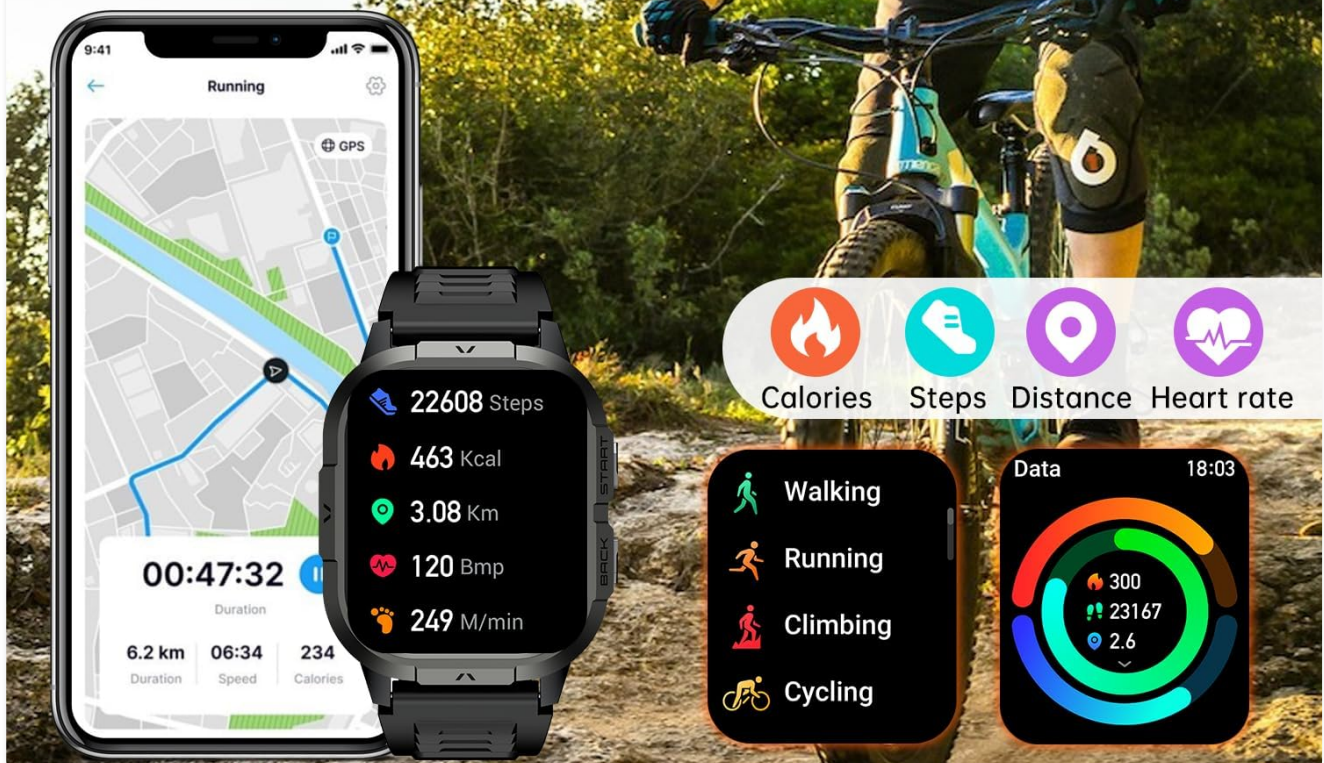 9:41
Running
GPS
00:47:32
Duration
6.2 km 06:34 234
Duration Speed Calories
22608 Steps
463 Kcal
3.08 Km
120 Bmp
249 M/min
START
BACK
Calories Steps Distance Heart rate
Walking
Running
Climbing
Cycling
Data 18:03
300
23167
2.6